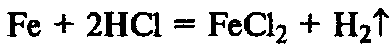 Fe + 2HCl = FeCl₂ + H₂↑